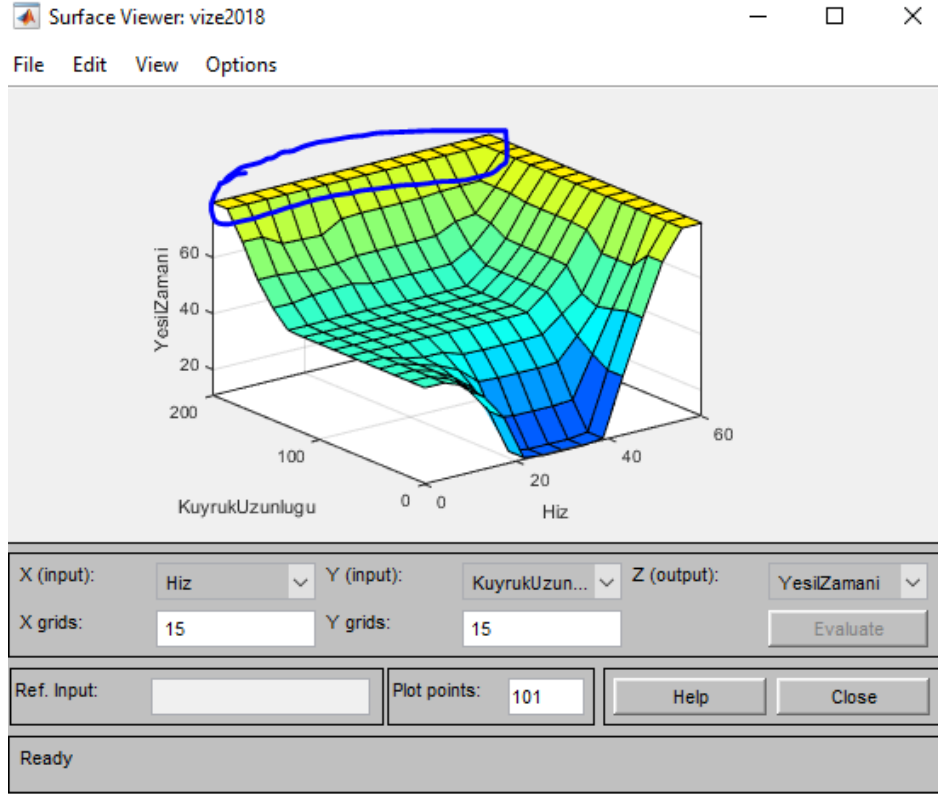 Surface Viewer: vize2018
File Edit View Options
YesilZamani
60
40
20
200
100
0
KuyrukUzunlugu
0
20
40
60
Hiz
X (input): Hiz Y (input): KuyrukUzun... Z (output): YesilZamani
X grids: 15 Y grids: 15 Evaluate
Ref. Input: Plot points: 101 Help Close
Ready